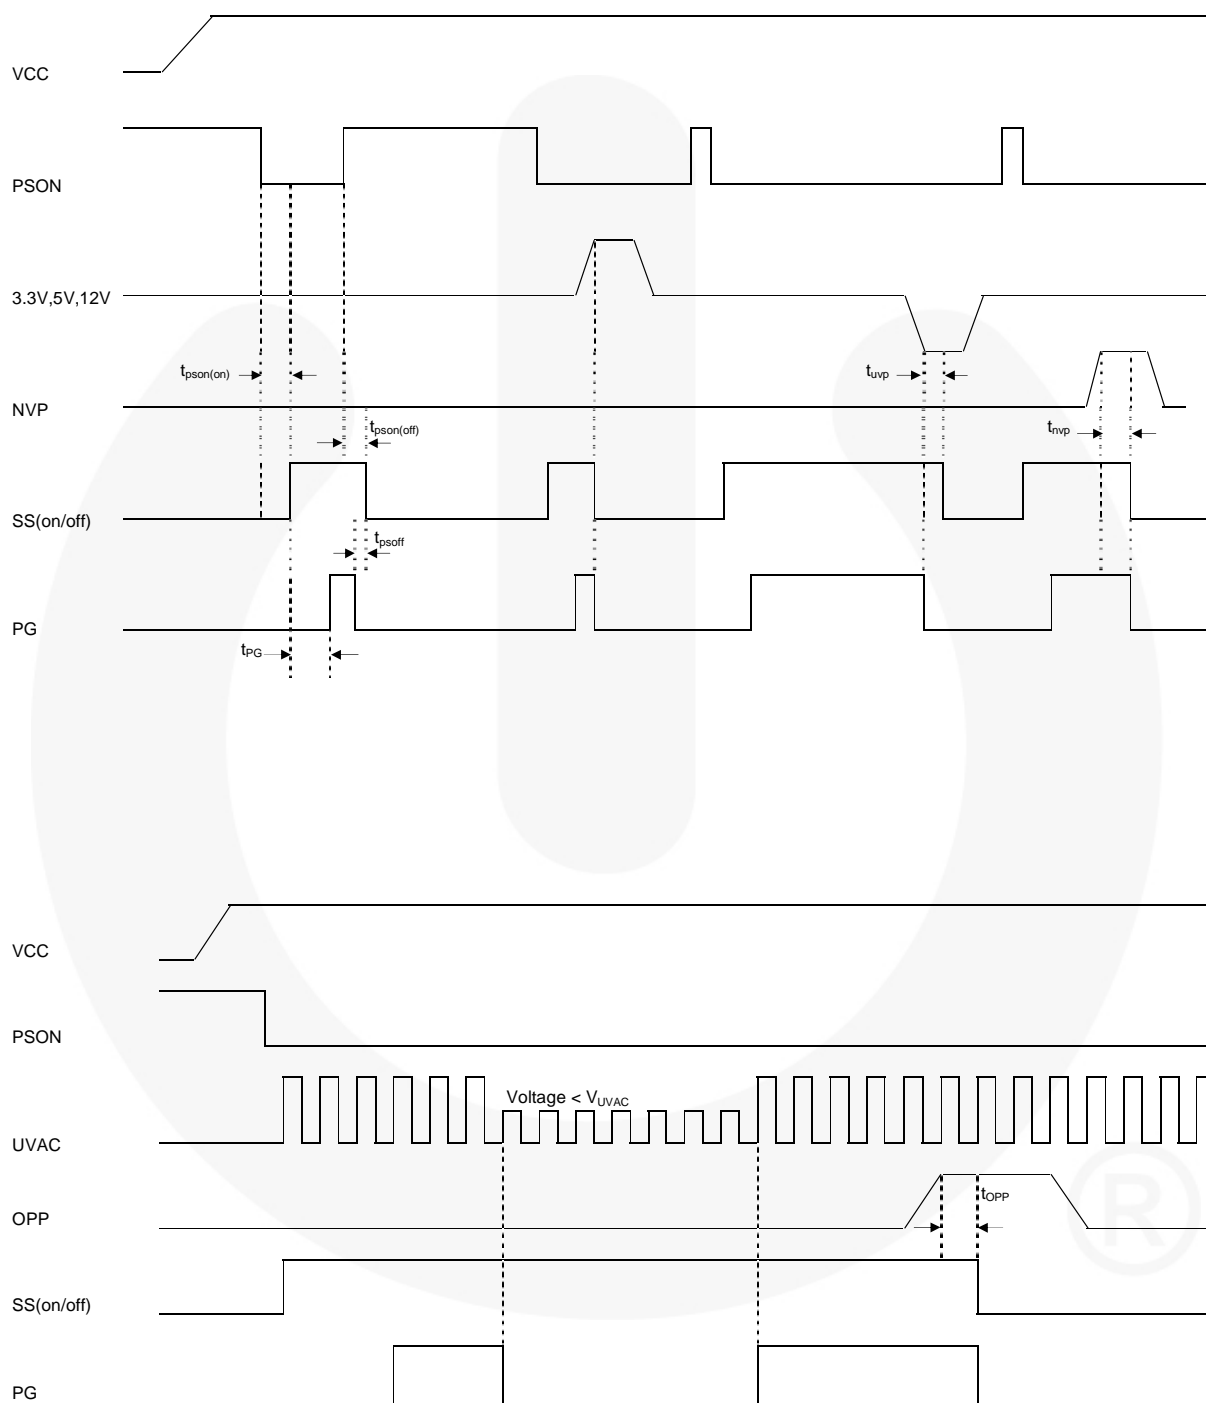 VCC
PSON
3.3V,5V,12V
tpson(on)
tuvp
NVP
tpson(off)
tnvp
SS(on/off)
tpsoff
PG
tPG
VCC
PSON
Voltage < VUVAC
UVAC
tOPP
OPP
SS(on/off)
PG
®